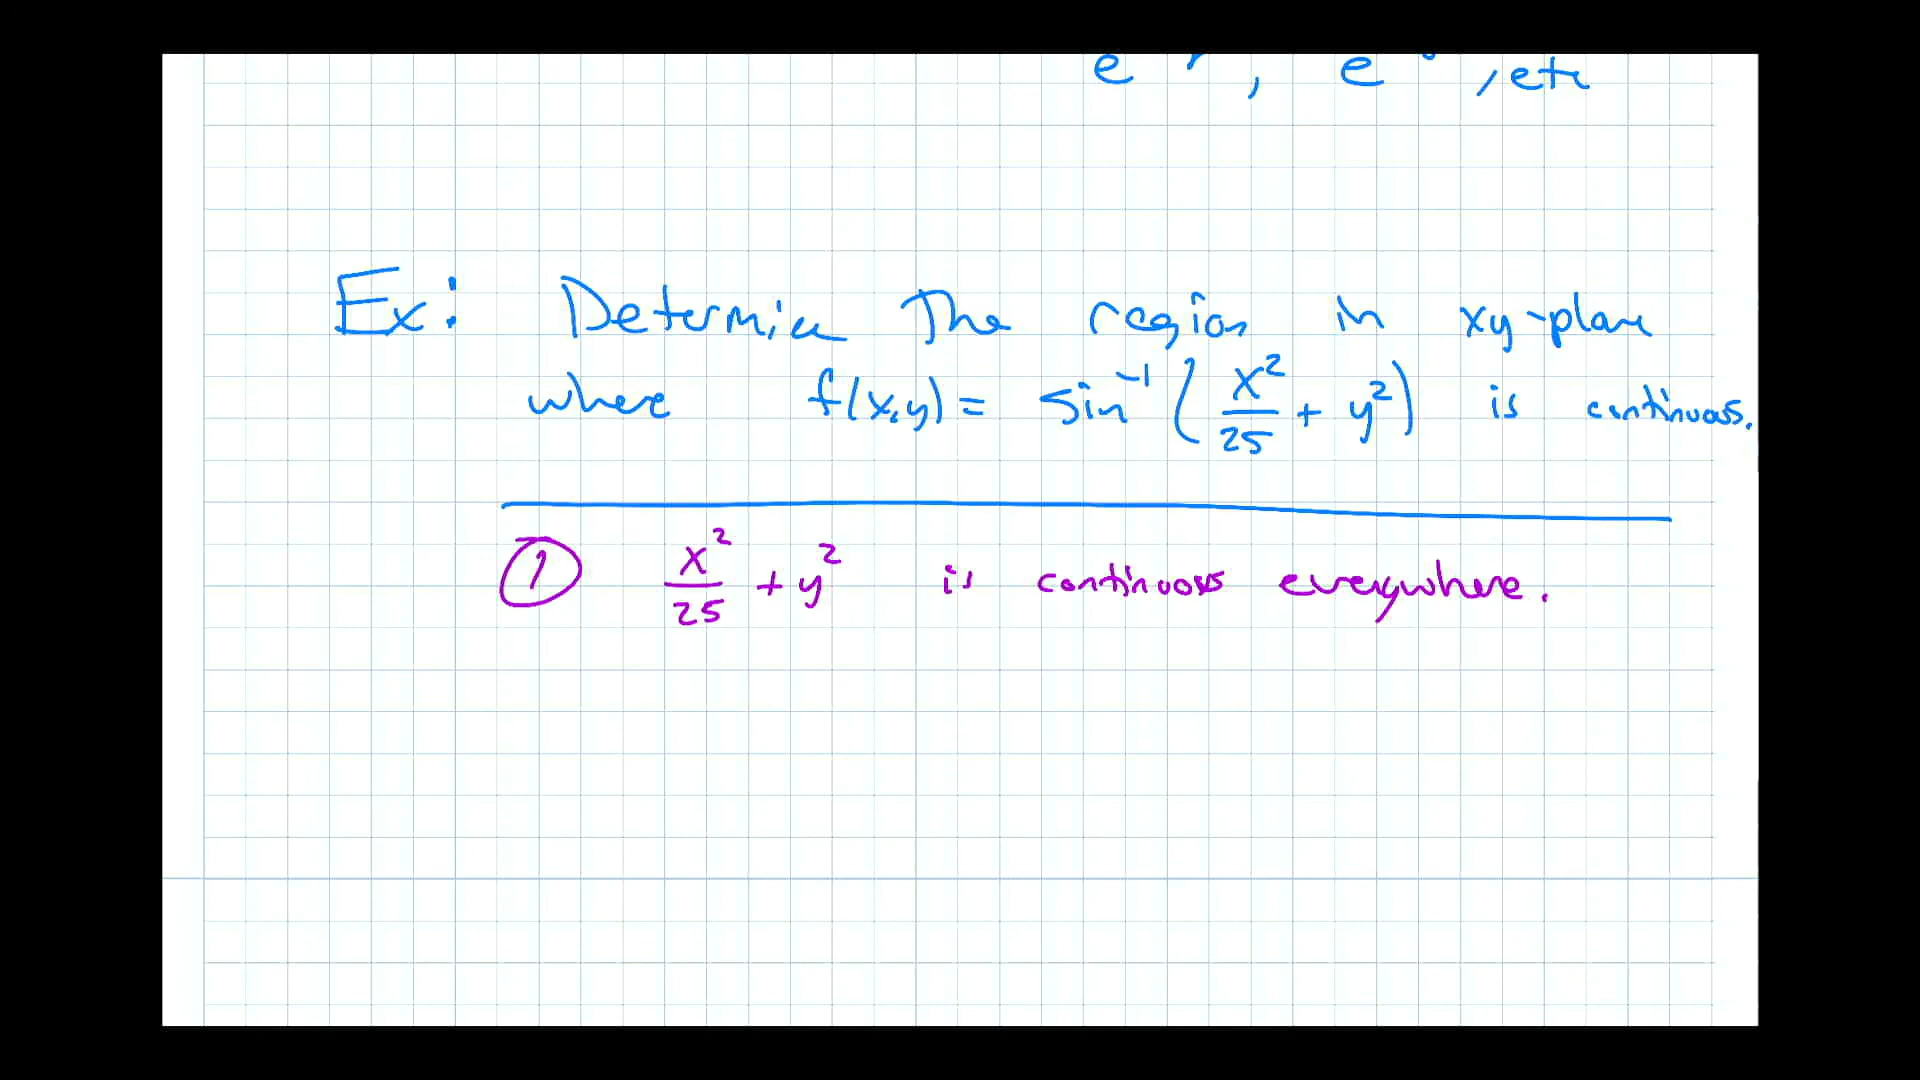 e , e , etc
Ex: Determine the region in xy-plane
where f(x,y) = sin⁻¹ ( x²/25 + y² ) is continuous.
① x²/25 + y² is continuous everywhere.